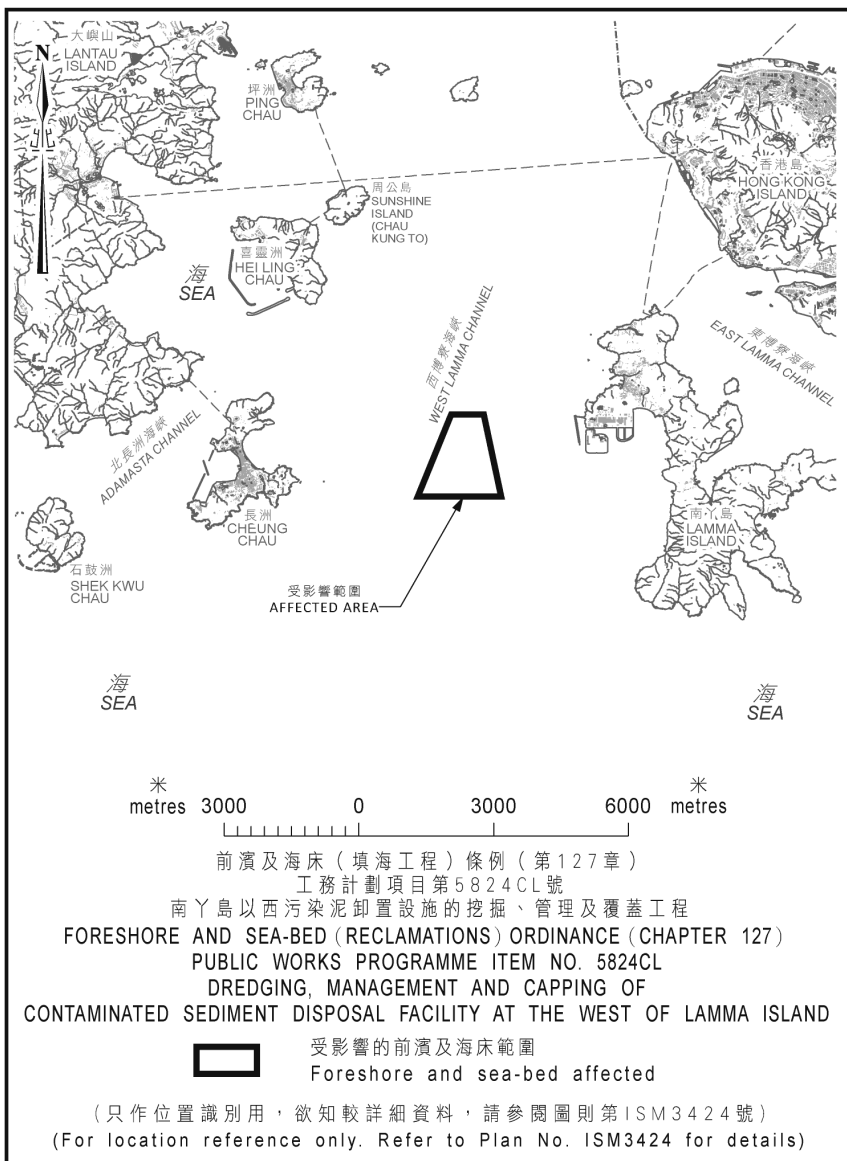 大嶼山
LANTAU
ISLAND
N
坪洲
PING
CHAU
周公島
SUNSHINE
ISLAND
(CHAU
KUNG TO)
香港島
HONG KONG
ISLAND
喜靈洲
HEI LING
CHAU
海
SEA
西博寮海峽
WEST LAMMA CHANNEL
東博寮海峽
EAST LAMMA CHANNEL
北長洲海峽
ADAMASTA CHANNEL
長洲
CHEUNG
CHAU
南丫島
LAMMA
ISLAND
石鼓洲
SHEK KWU
CHAU
受影響範圍
AFFECTED AREA
海
SEA
海
SEA
米
metres
3000 0 3000 6000
米
metres
前濱及海床（填海工程）條例（第127章）
工務計劃項目第5824CL號
南丫島以西污染泥卸置設施的挖掘、管理及覆蓋工程
FORESHORE AND SEA-BED (RECLAMATIONS) ORDINANCE (CHAPTER 127)
PUBLIC WORKS PROGRAMME ITEM NO. 5824CL
DREDGING, MANAGEMENT AND CAPPING OF
CONTAMINATED SEDIMENT DISPOSAL FACILITY AT THE WEST OF LAMMA ISLAND
受影響的前濱及海床範圍
Foreshore and sea-bed affected
（只作位置識別用，欲知較詳細資料，請參閱圖則第ISM3424號）
(For location reference only. Refer to Plan No. ISM3424 for details)